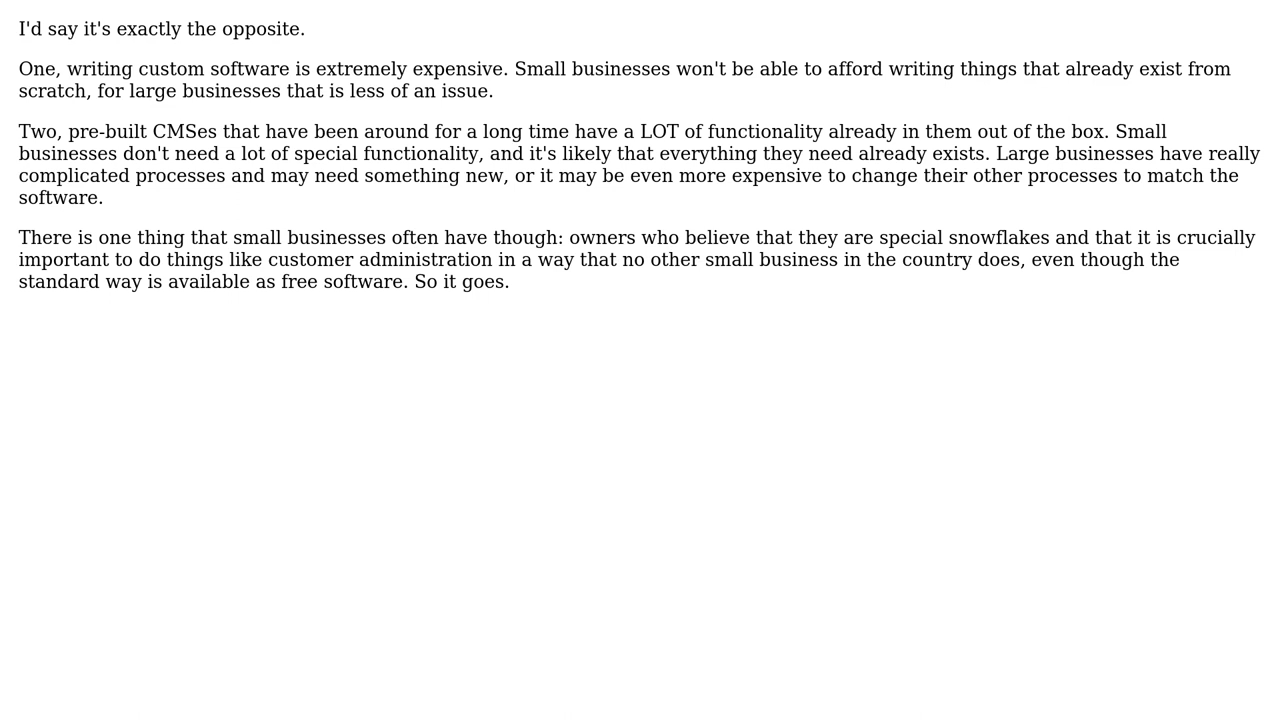 I'd say it's exactly the opposite.
One, writing custom software is extremely expensive. Small businesses won't be able to afford writing things that already exist from
scratch, for large businesses that is less of an issue.
Two, pre-built CMSes that have been around for a long time have a LOT of functionality already in them out of the box. Small
businesses don't need a lot of special functionality, and it's likely that everything they need already exists. Large businesses have really
complicated processes and may need something new, or it may be even more expensive to change their other processes to match the
software.
There is one thing that small businesses often have though: owners who believe that they are special snowflakes and that it is crucially
important to do things like customer administration in a way that no other small business in the country does, even though the
standard way is available as free software. So it goes.